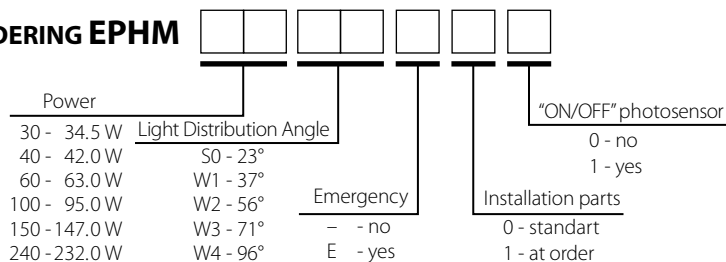 DERING EPHM
Power
30 - 34.5 W
40 - 42.0 W
60 - 63.0 W
100 - 95.0 W
150 - 147.0 W
240 - 232.0 W
Light Distribution Angle
S0 - 23°
W1 - 37°
W2 - 56°
W3 - 71°
W4 - 96°
Emergency
– - no
E - yes
Installation parts
0 - standart
1 - at order
"ON/OFF" photosensor
0 - no
1 - yes